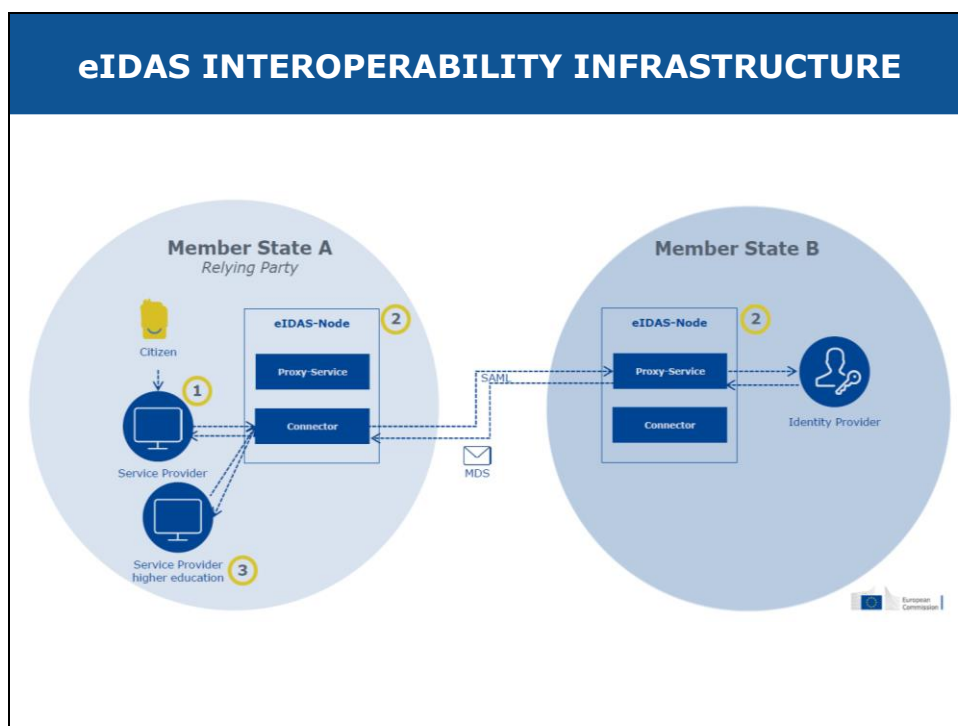 eIDAS INTEROPERABILITY INFRASTRUCTURE
Member State A
Relying Party
Citizen
1
Service Provider
Service Provider
higher education
3
eIDAS-Node
2
Proxy-Service
Connector
SAML
MDS
Member State B
eIDAS-Node
2
Proxy-Service
Connector
Identity Provider
European
Commission